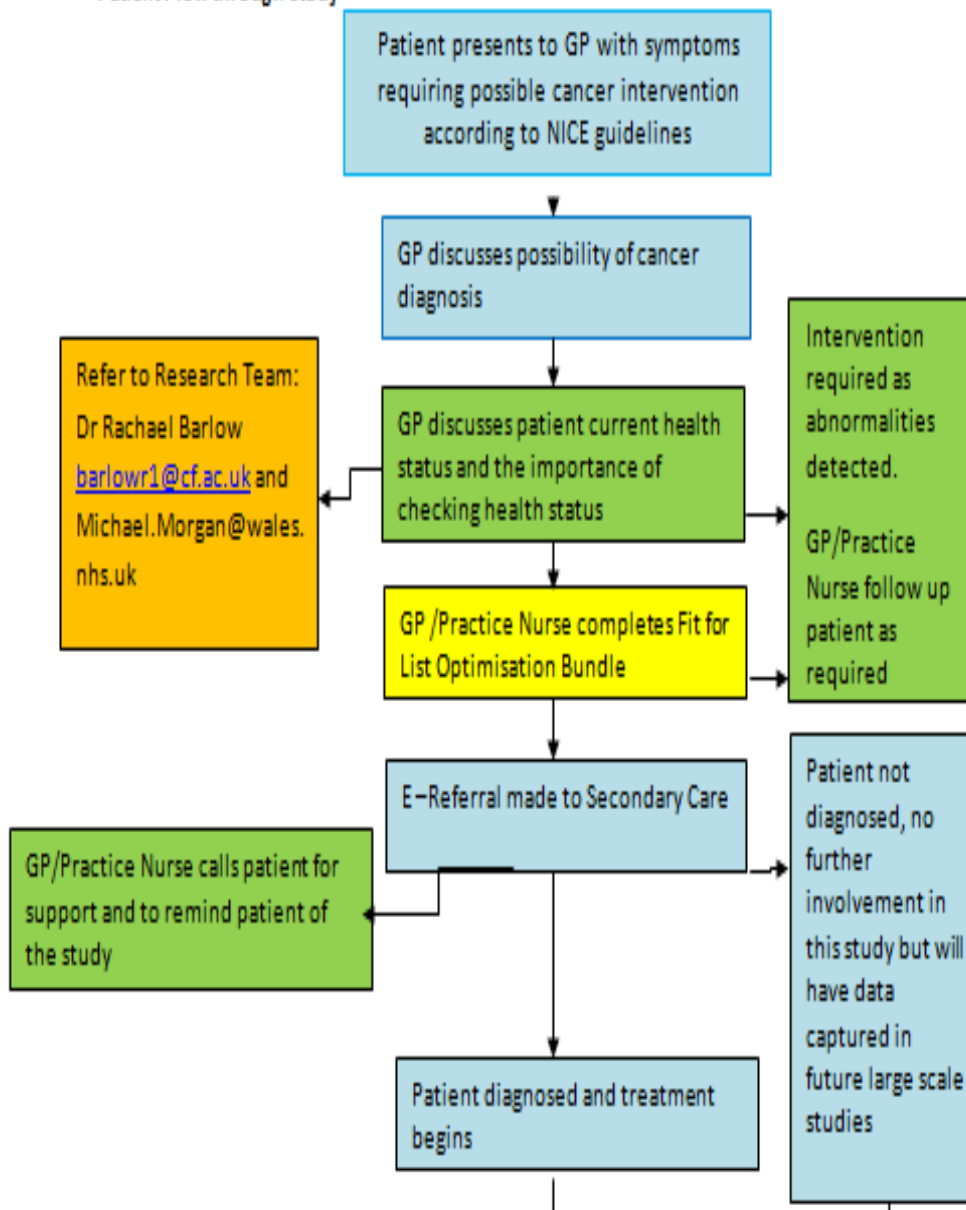 Patient presents to GP with symptoms
requiring possible cancer intervention
according to NICE guidelines
GP discusses possibility of cancer
diagnosis
Refer to Research Team:
Dr Rachael Barlow
barlowr1@cf.ac.uk and
Michael.Morgan@wales.
nhs.uk
GP discusses patient current health
status and the importance of
checking health status
Intervention
required as
abnormalities
detected.
GP/Practice
Nurse follow up
patient as
required
GP /Practice Nurse completes Fit for
List Optimisation Bundle
E–Referral made to Secondary Care
GP/Practice Nurse calls patient for
support and to remind patient of
the study
Patient not
diagnosed, no
further
involvement in
this study but will
have data
captured in
future large scale
studies
Patient diagnosed and treatment
begins